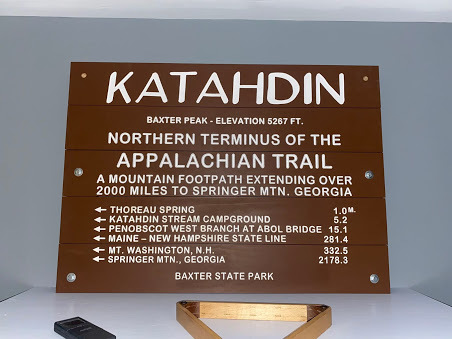 KATAHDIN
BAXTER PEAK - ELEVATION 5267 FT.
NORTHERN TERMINUS OF THE
APPALACHIAN TRAIL
A MOUNTAIN FOOTPATH EXTENDING OVER
2000 MILES TO SPRINGER MTN. GEORGIA
← THOREAU SPRING 1.0 M.
← KATAHDIN STREAM CAMPGROUND 5.2
← PENOBSCOT WEST BRANCH AT ABOL BRIDGE 15.1
← MAINE – NEW HAMPSHIRE STATE LINE 281.4
← MT. WASHINGTON, N.H. 332.5
← SPRINGER MTN., GEORGIA 2178.3
BAXTER STATE PARK